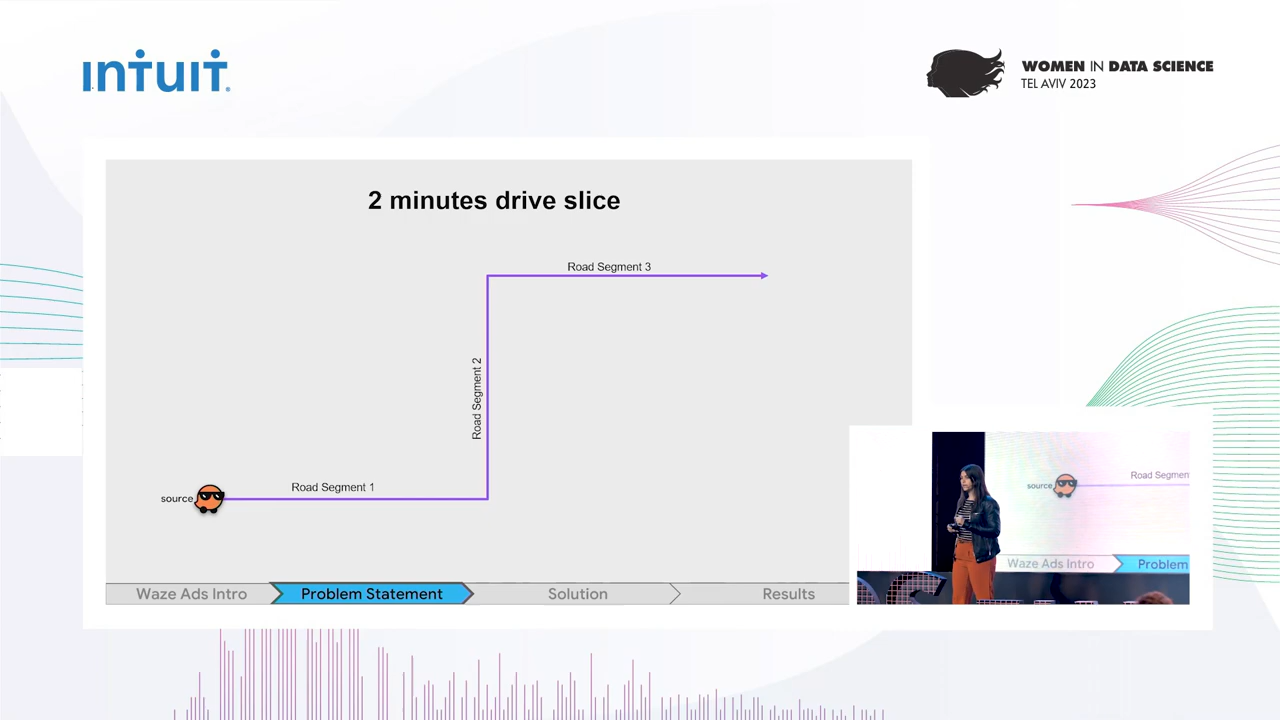 INTUIT
WOMEN IN DATA SCIENCE
TEL AVIV 2023
2 minutes drive slice
Road Segment 3
Road Segment 2
Road Segment 1
source
Waze Ads Intro
Problem Statement
Solution
Results
Road Segment
source
Waze Ads Intro
Problem